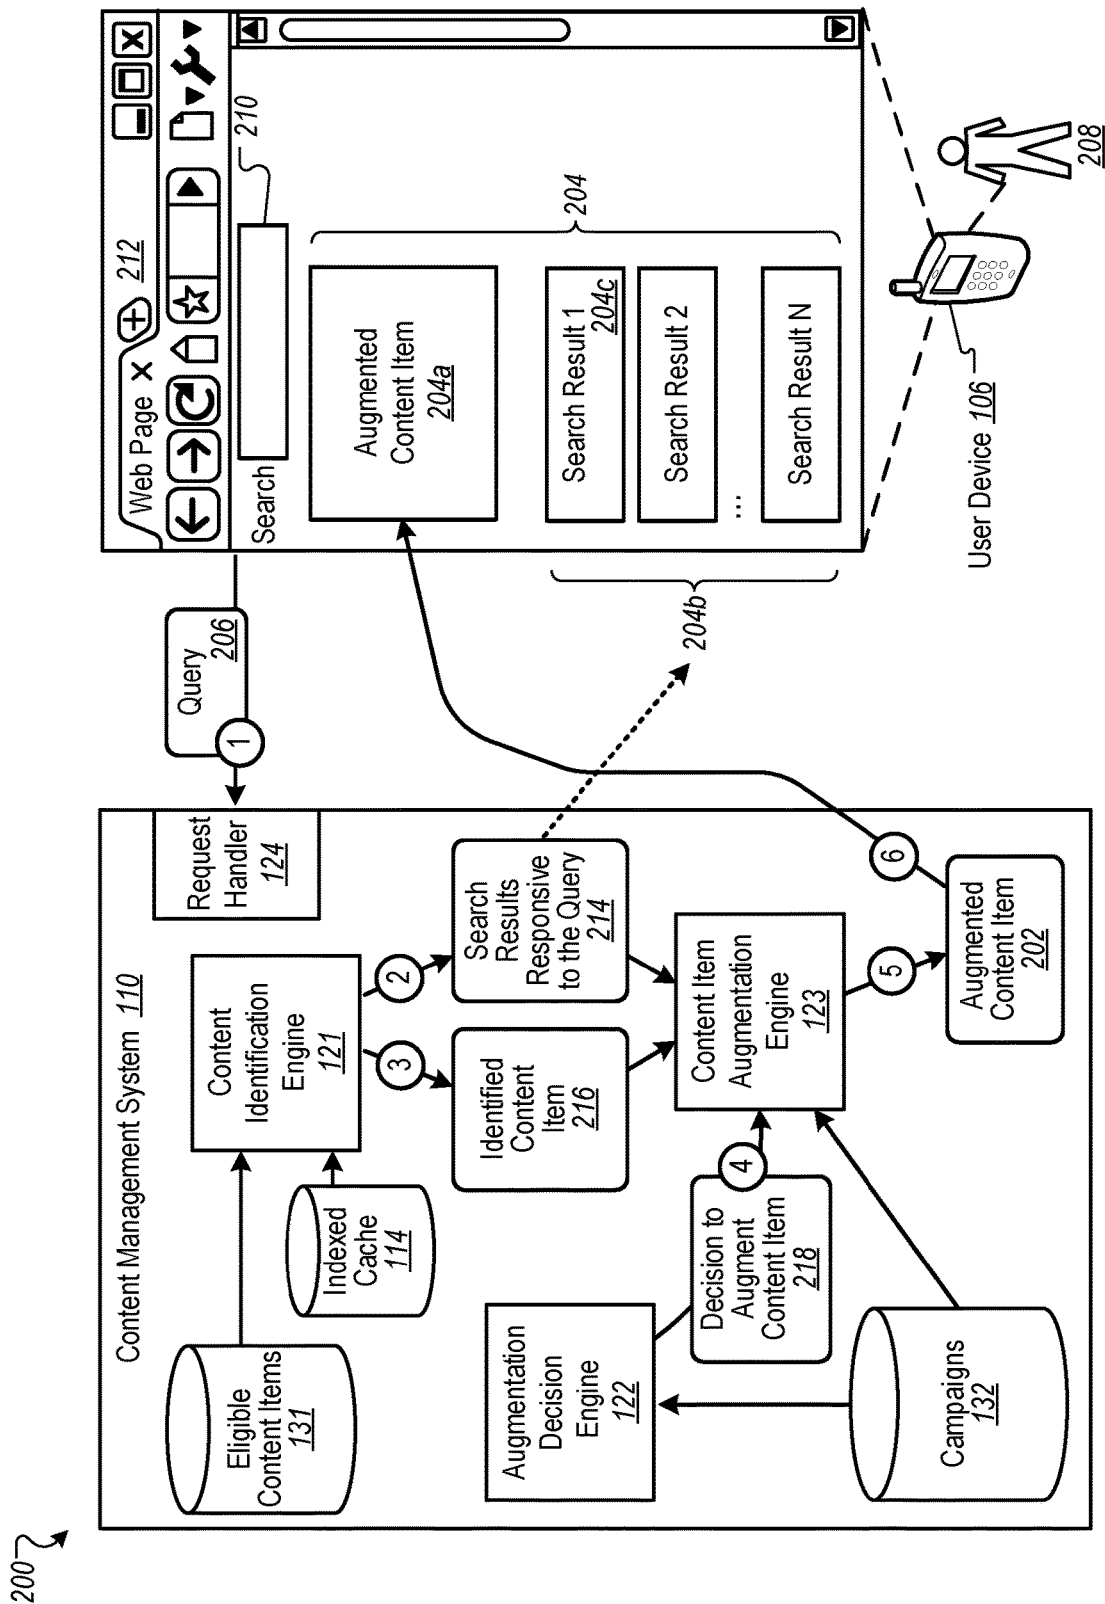 200
Content Management System 110
Eligible
Content Items
131
Indexed
Cache
114
Content
Identification
Engine
121
Request
Handler
124
Query
206
1
2
3
Search
Results
Responsive
to the Query
214
Identified
Content
Item
216
Augmentation
Decision
Engine
122
Decision to
Augment
Content Item
218
4
Content Item
Augmentation
Engine
123
Campaigns
132
5
Augmented
Content Item
202
6
Web Page X
212
X
Search
210
Augmented
Content Item
204a
204
Search Result 1
204c
Search Result 2
...
Search Result N
204b
User Device 106
208